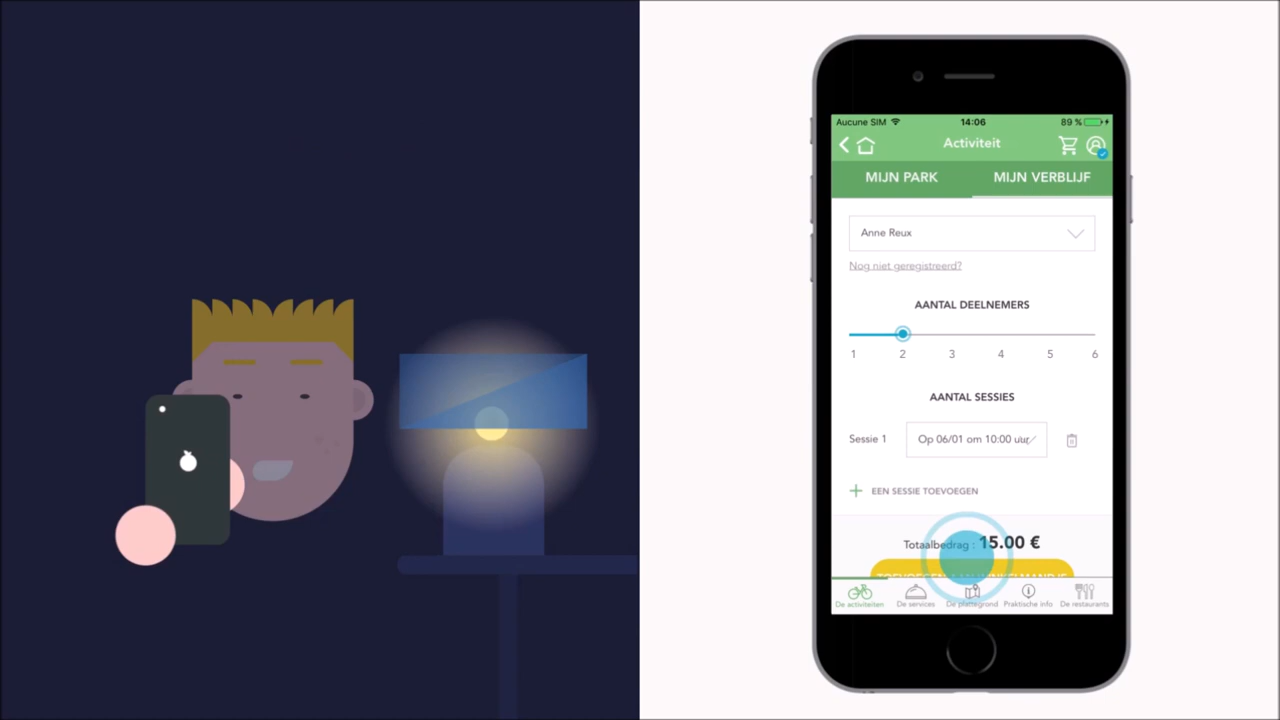 Aucune SIM 14:06 89 %
Activiteit
MIJN PARK MIJN VERBLIJF
Anne Reux
Nog niet geregistreerd?
AANTAL DEELNEMERS
1 2 3 4 5 6
AANTAL SESSIES
Sessie 1 Op 06/01 om 10:00 uur
EEN SESSIE TOEVOEGEN
Totaalbedrag : 15.00 €
De activiteiten De services De plattegrond Praktische info De restaurants